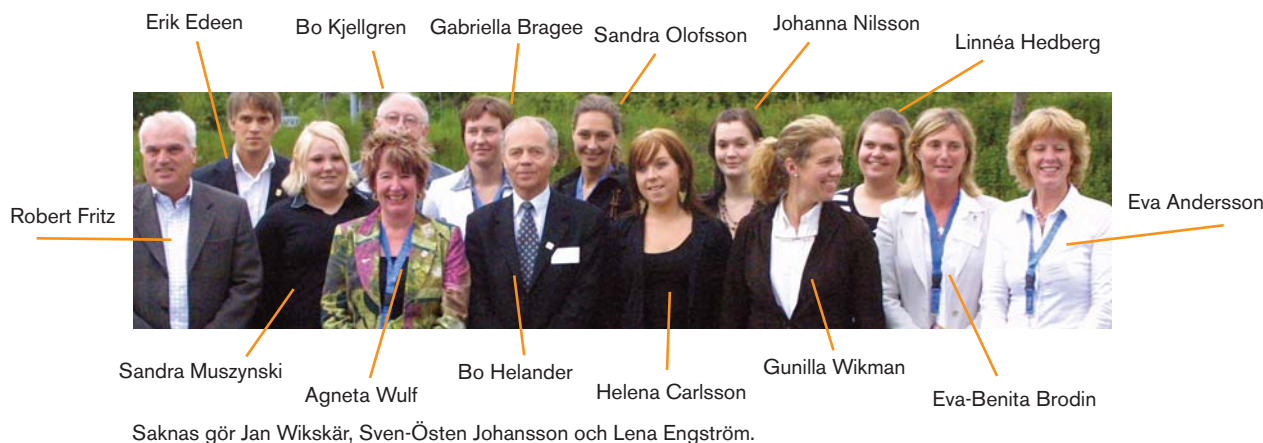 Erik Edeen
Bo Kjellgren
Gabriella Bragee
Sandra Olofsson
Johanna Nilsson
Linnéa Hedberg
Robert Fritz
Eva Andersson
Sandra Muszynski
Agneta Wulf
Bo Helander
Helena Carlsson
Gunilla Wikman
Eva-Benita Brodin
Saknas gör Jan Wikskär, Sven-Östen Johansson och Lena Engström.